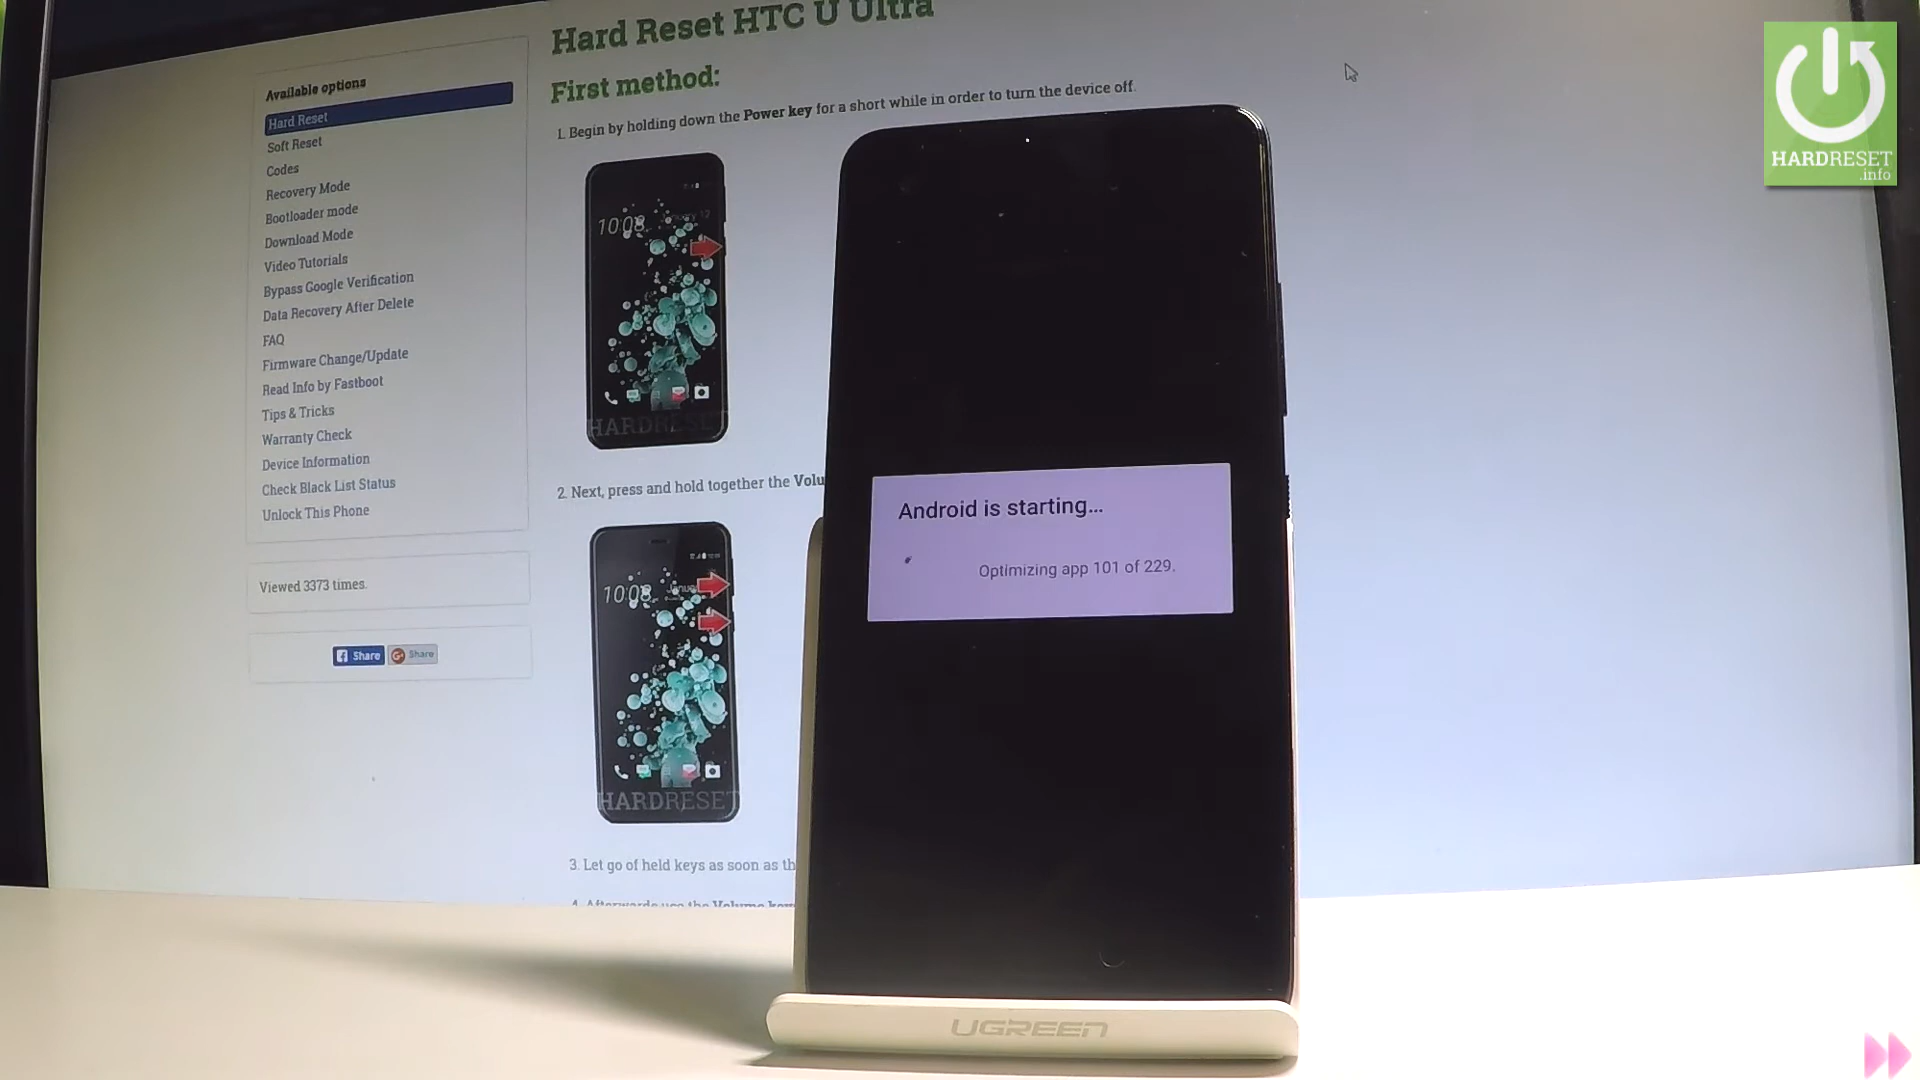 Hard Reset HTC U Ultra
First method:
1. Begin by holding down the Power key for a short while in order to turn the device off.
Available options
Hard Reset
Soft Reset
Codes
Recovery Mode
Bootloader mode
Download Mode
Video Tutorials
Bypass Google Verification
Data Recovery After Delete
FAQ
Firmware Change/Update
Read Info by Fastboot
Tips & Tricks
Warranty Check
Device Information
Check Black List Status
Unlock This Phone
Viewed 3373 times.
Share
Share
10:08
HARDRESET
2. Next, press and hold together the Volu
10:08
HARDRESET
3. Let go of held keys as soon as th
4. Afterwards use the Volume
Android is starting...
Optimizing app 101 of 229.
UGREEN
HARDRESET
.info